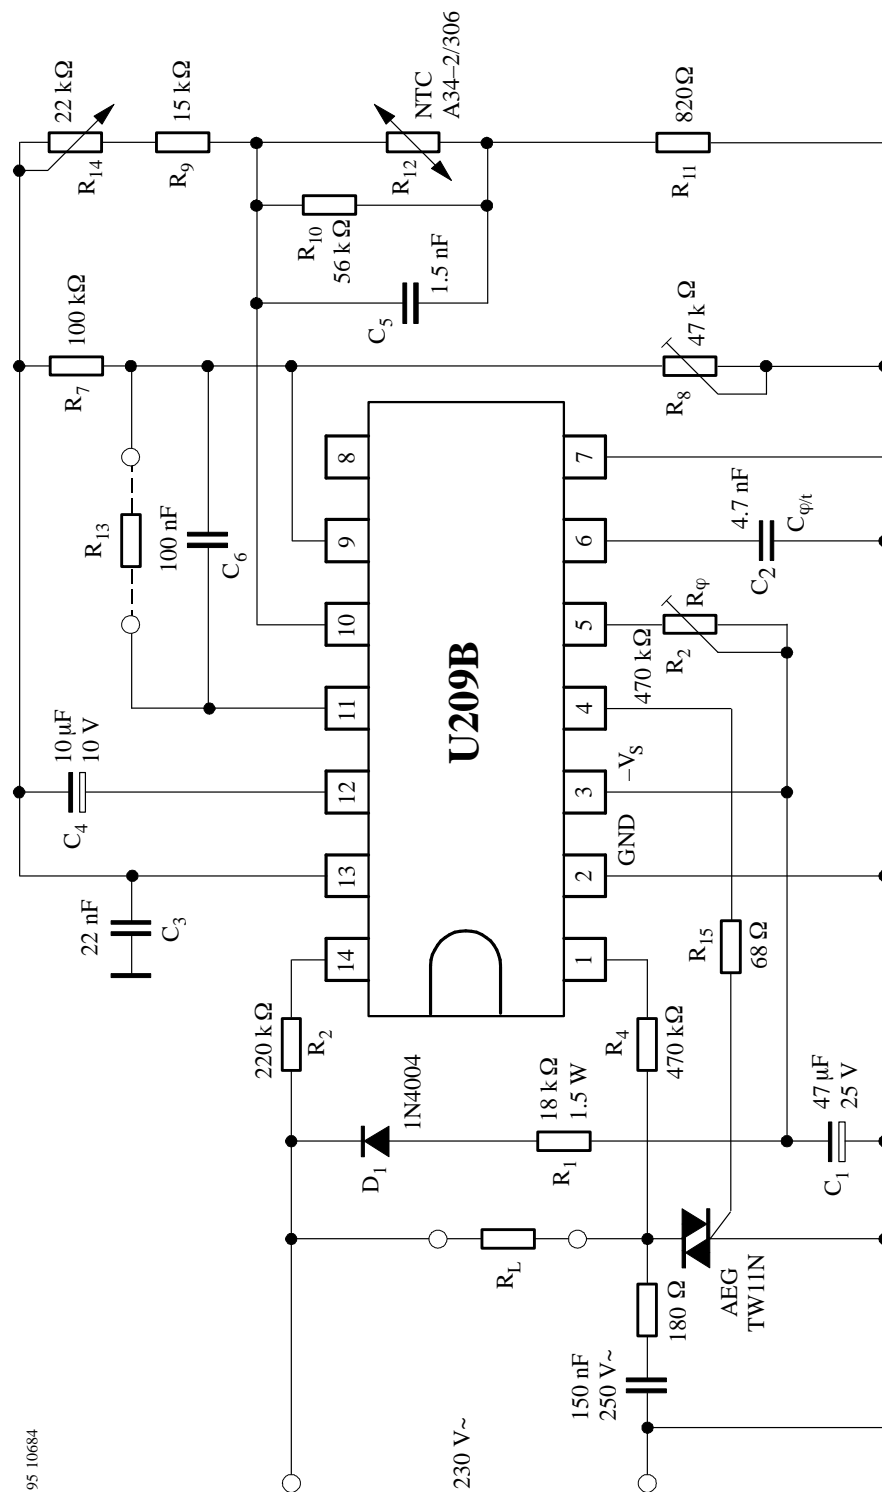 22 kΩ
R14
15 kΩ
R9
NTC
A34–2/306
R12
820 Ω
R11
R10
56 kΩ
1.5 nF
C5
100 kΩ
R7
47 kΩ
R8
R13
100 nF
C6
10 µF
10 V
C4
22 nF
C3
8
9
10
11
12
13
14
U209B
7
6
5
4
3
2
1
4.7 nF
Cφ/t
C2
Rφ
R2
470 kΩ
–VS
GND
R15
68 Ω
220 kΩ
R2
R4
470 kΩ
1N4004
D1
18 kΩ
1.5 W
R1
47 µF
25 V
C1
RL
AEG
TW11N
180 Ω
150 nF
250 V~
230 V~
95 10684